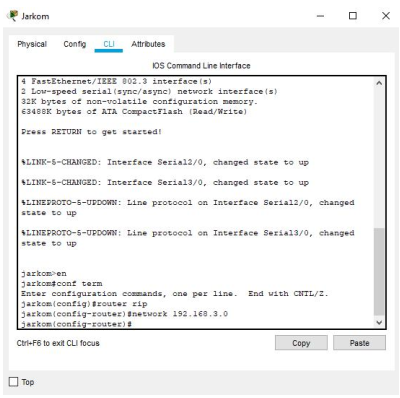 Jarkom
Physical Config CLI Attributes
IOS Command Line Interface
4 FastEthernet/IEEE 802.3 interface(s)
2 Low-speed serial(sync/async) network interface(s)
32K bytes of non-volatile configuration memory.
63488K bytes of ATA CompactFlash (Read/Write)
Press RETURN to get started!
%LINK-5-CHANGED: Interface Serial2/0, changed state to up
%LINK-5-CHANGED: Interface Serial3/0, changed state to up
%LINEPROTO-5-UPDOWN: Line protocol on Interface Serial2/0, changed
state to up
%LINEPROTO-5-UPDOWN: Line protocol on Interface Serial3/0, changed
state to up
jarkom>en
jarkom#conf term
Enter configuration commands, one per line. End with CNTL/Z.
jarkom(config)#router rip
jarkom(config-router)#network 192.168.3.0
jarkom(config-router)#
Ctrl+F6 to exit CLI focus
Copy Paste
Top